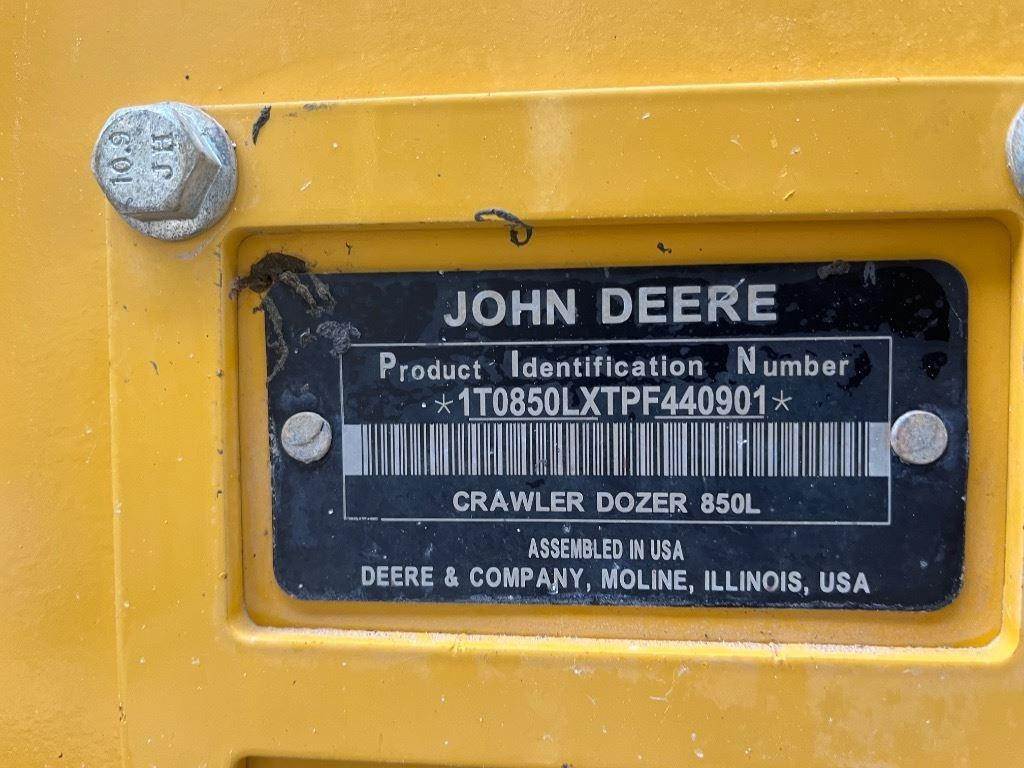 10.9
JH
JOHN DEERE
Product Identification Number
*1T0850LXTPF440901*
CRAWLER DOZER 850L
ASSEMBLED IN USA
DEERE & COMPANY, MOLINE, ILLINOIS, USA